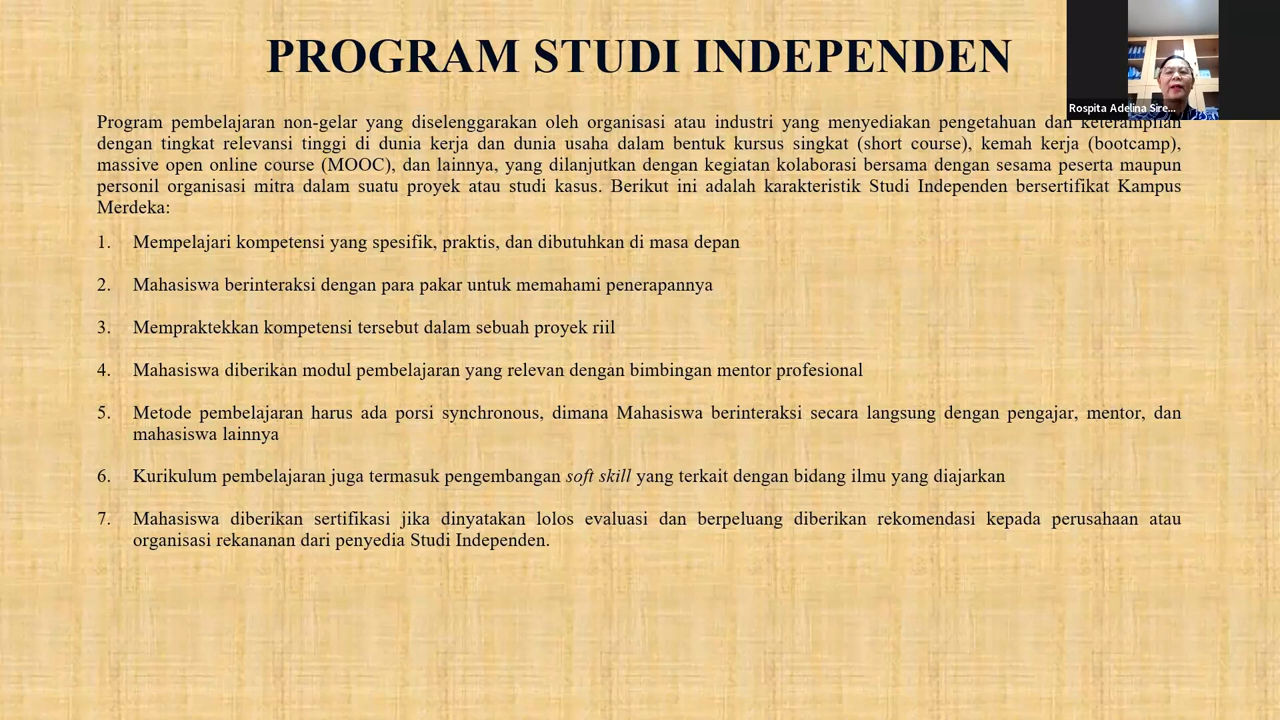 PROGRAM STUDI INDEPENDEN
Rospita Adelina Sire...
Program pembelajaran non-gelar yang diselenggarakan oleh organisasi atau industri yang menyediakan pengetahuan dan keterampilan
dengan tingkat relevansi tinggi di dunia kerja dan dunia usaha dalam bentuk kursus singkat (short course), kemah kerja (bootcamp),
massive open online course (MOOC), dan lainnya, yang dilanjutkan dengan kegiatan kolaborasi bersama dengan sesama peserta maupun
personil organisasi mitra dalam suatu proyek atau studi kasus. Berikut ini adalah karakteristik Studi Independen bersertifikat Kampus
Merdeka:
1. Mempelajari kompetensi yang spesifik, praktis, dan dibutuhkan di masa depan
2. Mahasiswa berinteraksi dengan para pakar untuk memahami penerapannya
3. Mempraktekkan kompetensi tersebut dalam sebuah proyek riil
4. Mahasiswa diberikan modul pembelajaran yang relevan dengan bimbingan mentor profesional
5. Metode pembelajaran harus ada porsi synchronous, dimana Mahasiswa berinteraksi secara langsung dengan pengajar, mentor, dan
mahasiswa lainnya
6. Kurikulum pembelajaran juga termasuk pengembangan soft skill yang terkait dengan bidang ilmu yang diajarkan
7. Mahasiswa diberikan sertifikasi jika dinyatakan lolos evaluasi dan berpeluang diberikan rekomendasi kepada perusahaan atau
organisasi rekananan dari penyedia Studi Independen.